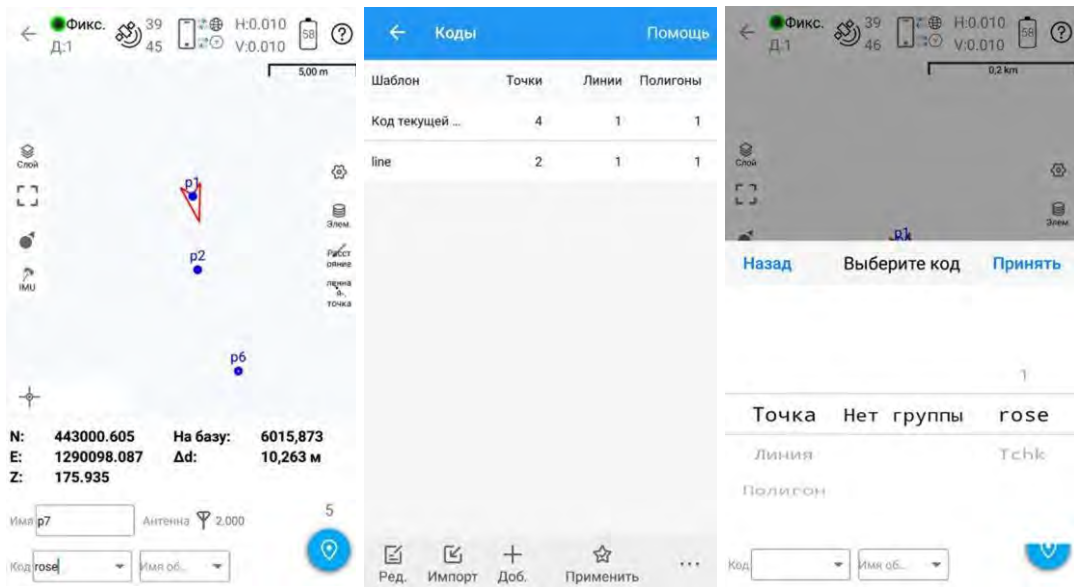 Фикс. 39 H:0.010 58
Д:1 45 V:0.010
5,00 m
Слой
p1
Элем.
Расст
ояние
p2
IMU
точка
p6
N: 443000.605 На базу: 6015,873
E: 1290098.087 Δd: 10,263 м
Z: 175.935
Имя p7 Антенна 2.000 5
Код rose Имя об...
Коды Помощь
Шаблон Точки Линии Полигоны
Код текущей ... 4 1 1
line 2 1 1
Ред. Импорт Доб. Применить ...
Фикс. 39 H:0.010 58
Д:1 46 V:0.010
0,2 km
Слой
Элем.
Назад Выберите код Принять
1
Точка Нет группы rose
Линия Tchk
Полигон
Код Имя об...